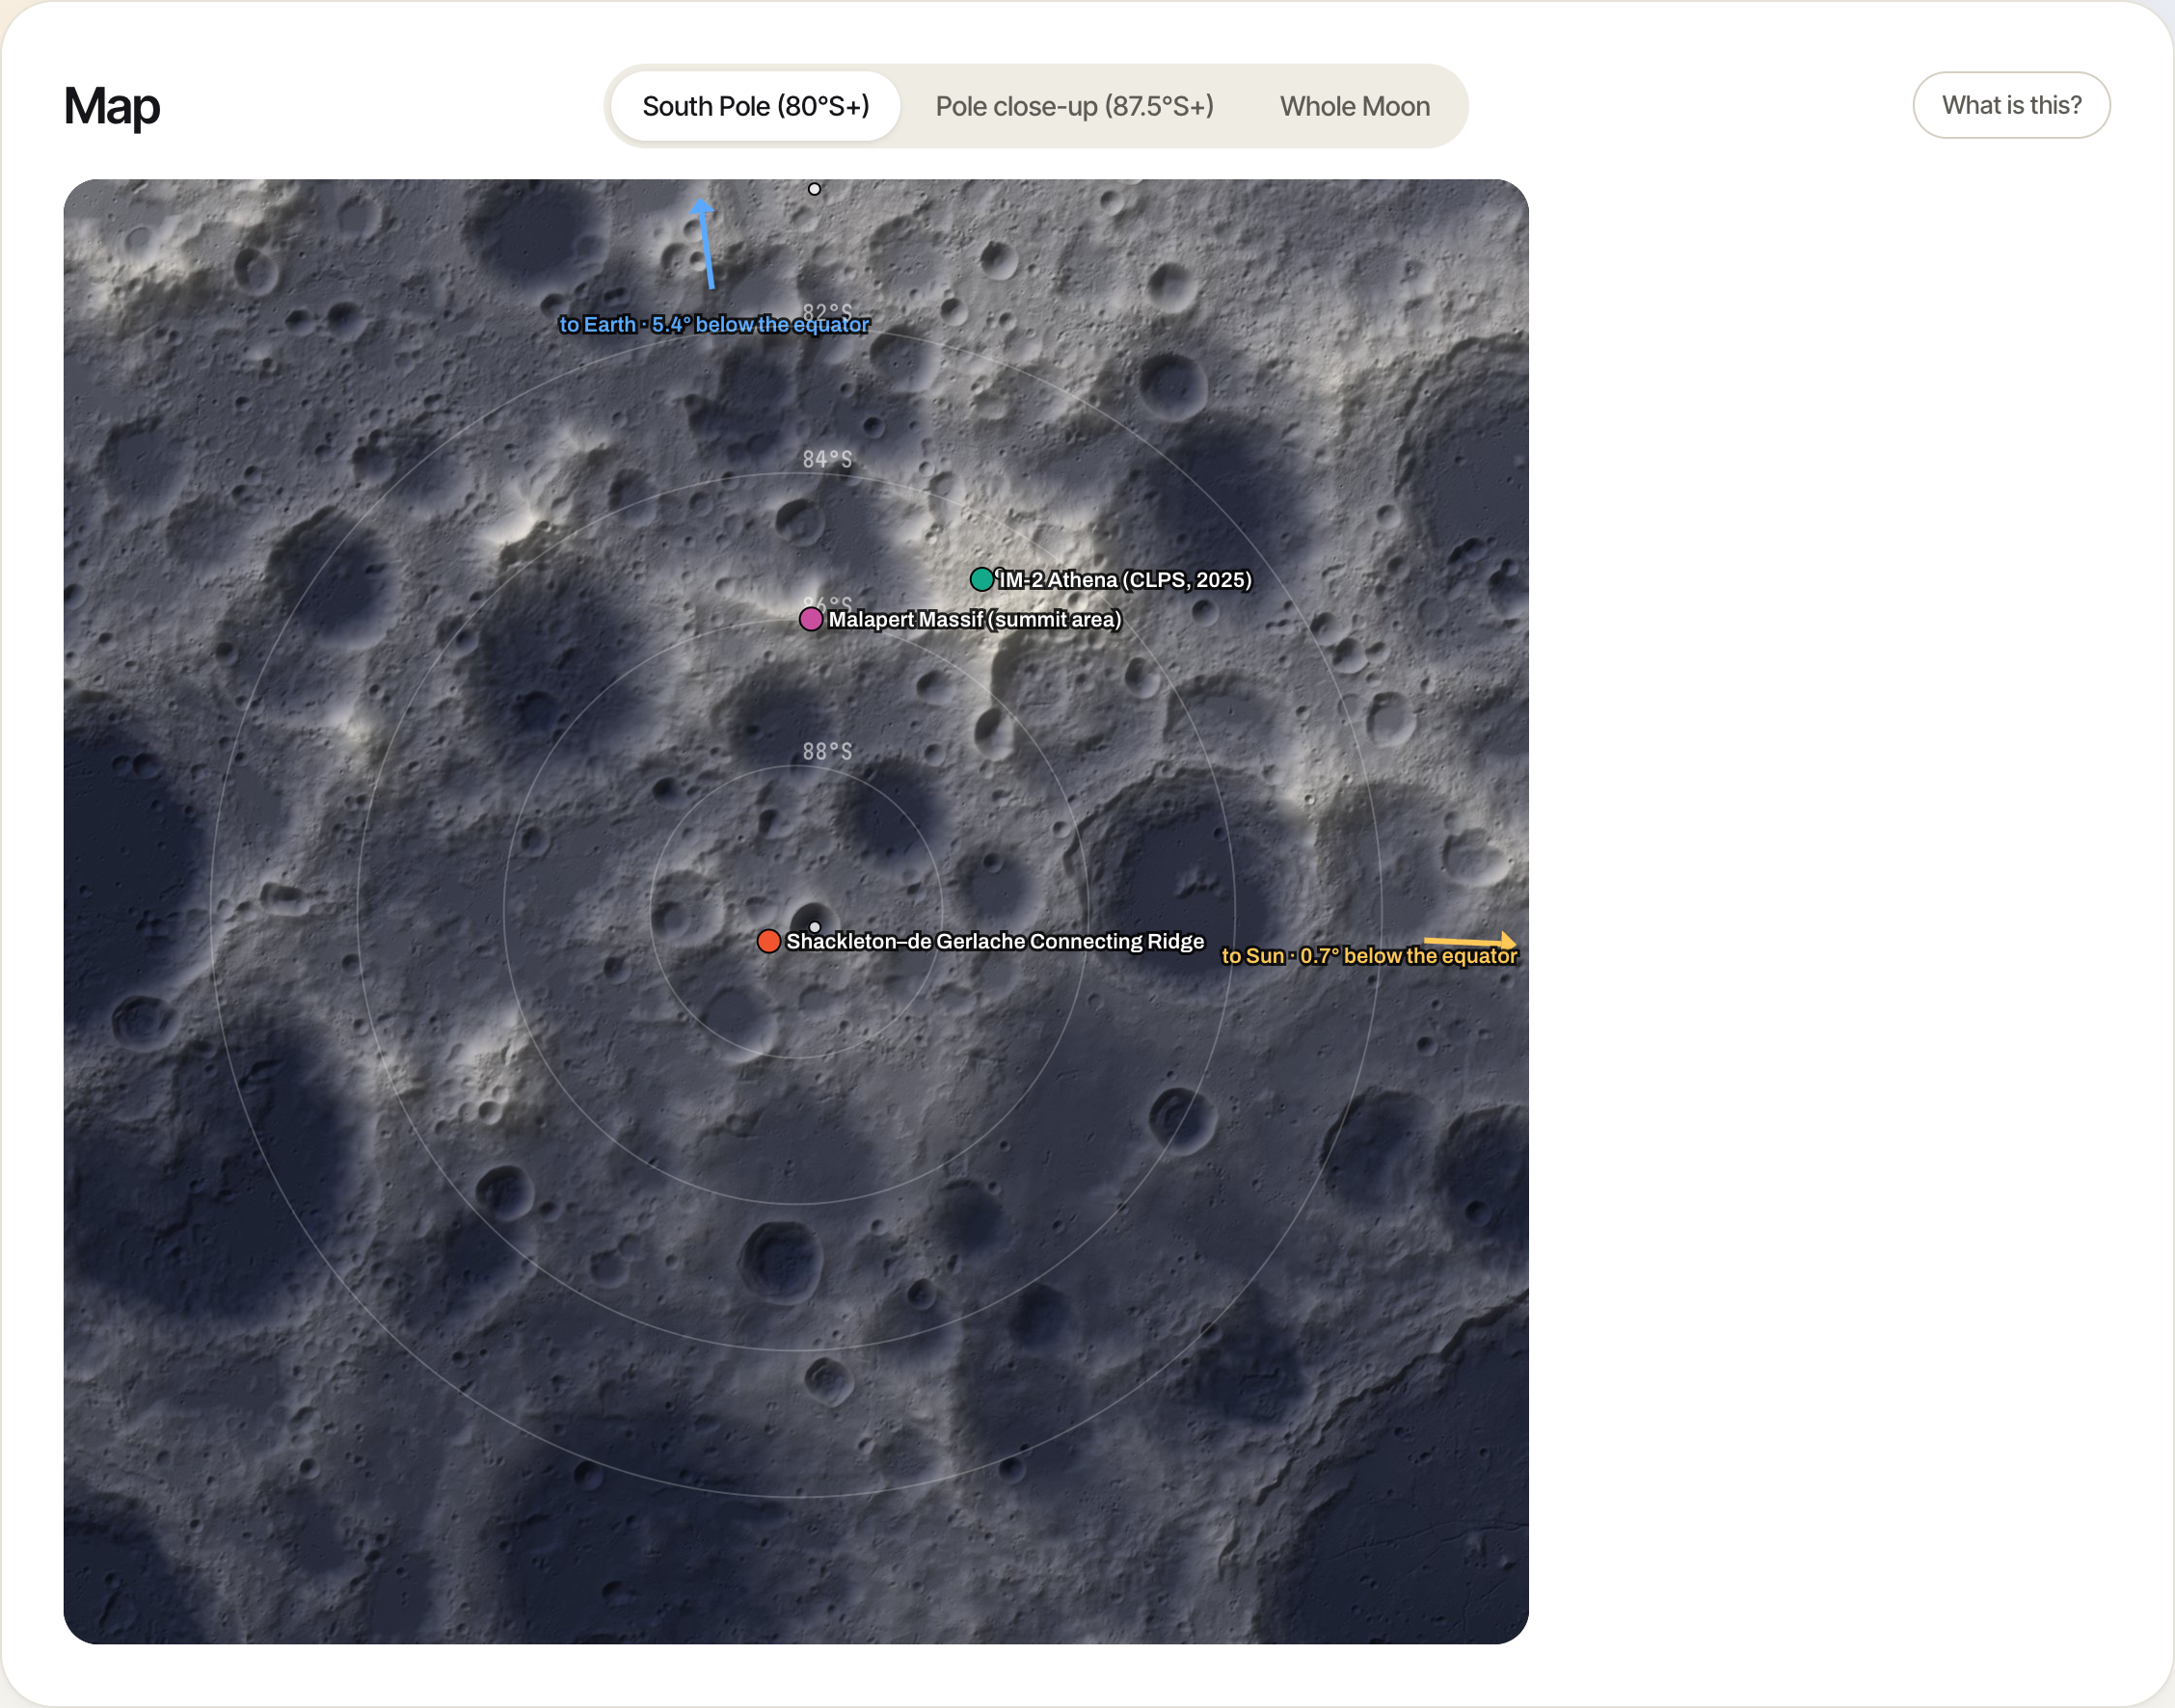 Map
South Pole (80°S+)
Pole close-up (87.5°S+)
Whole Moon
What is this?
82°S
to Earth · 5.4° below the equator
84°S
IM-2 Athena (CLPS, 2025)
86°S
Malapert Massif (summit area)
88°S
Shackleton–de Gerlache Connecting Ridge
to Sun · 0.7° below the equator